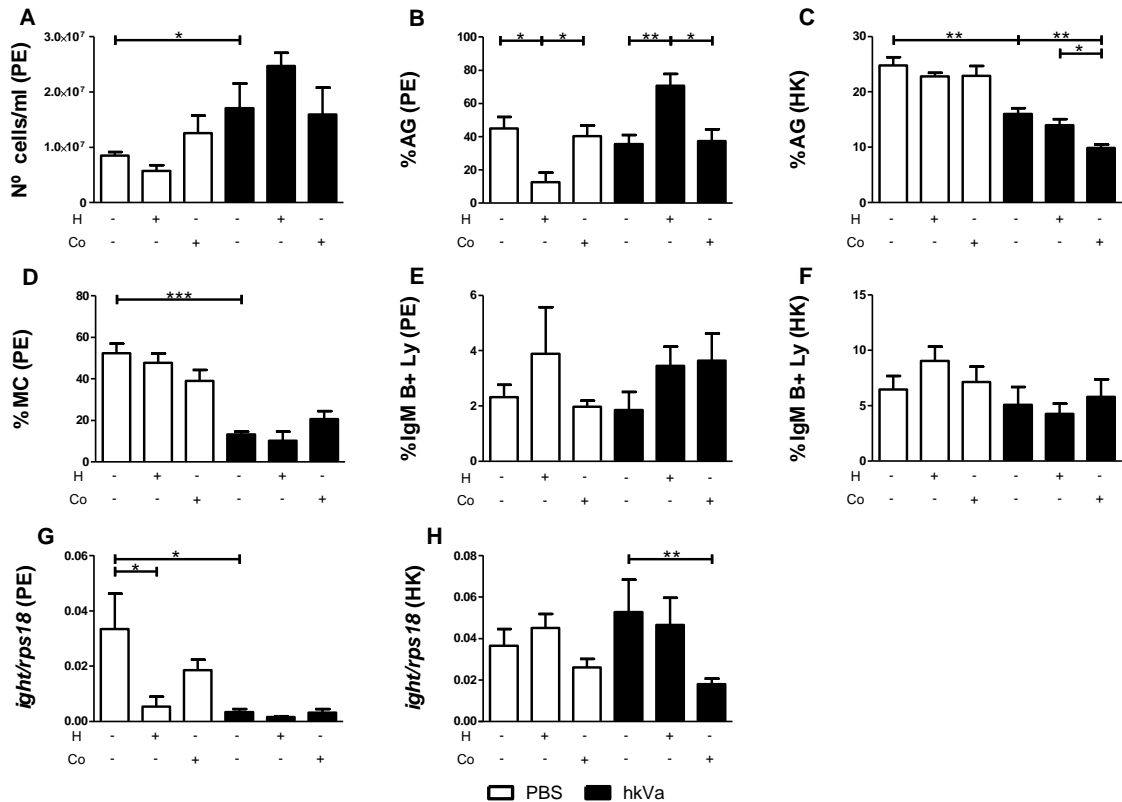 A
Nº cells/ml (PE)
3.0×10⁷
2.0×10⁷
1.0×10⁷
0
*
H - + - - + -
Co - - + - - +
B
%AG (PE)
100
80
60
40
20
0
* * ** *
H - + - - + -
Co - - + - - +
C
%AG (HK)
30
20
10
0
** **
*
H - + - - + -
Co - - + - - +
D
%MC (PE)
80
60
40
20
0
***
H - + - - + -
Co - - + - - +
E
%IgM B+ Ly (PE)
6
4
2
0
H - + - - + -
Co - - + - - +
F
%IgM B+ Ly (HK)
15
10
5
0
H - + - - + -
Co - - + - - +
G
ight/rps18 (PE)
0.06
0.04
0.02
0.00
*
*
H - + - - + -
Co - - + - - +
H
ight/rps18 (HK)
0.08
0.06
0.04
0.02
0.00
**
H - + - - + -
Co - - + - - +
PBS hkVa